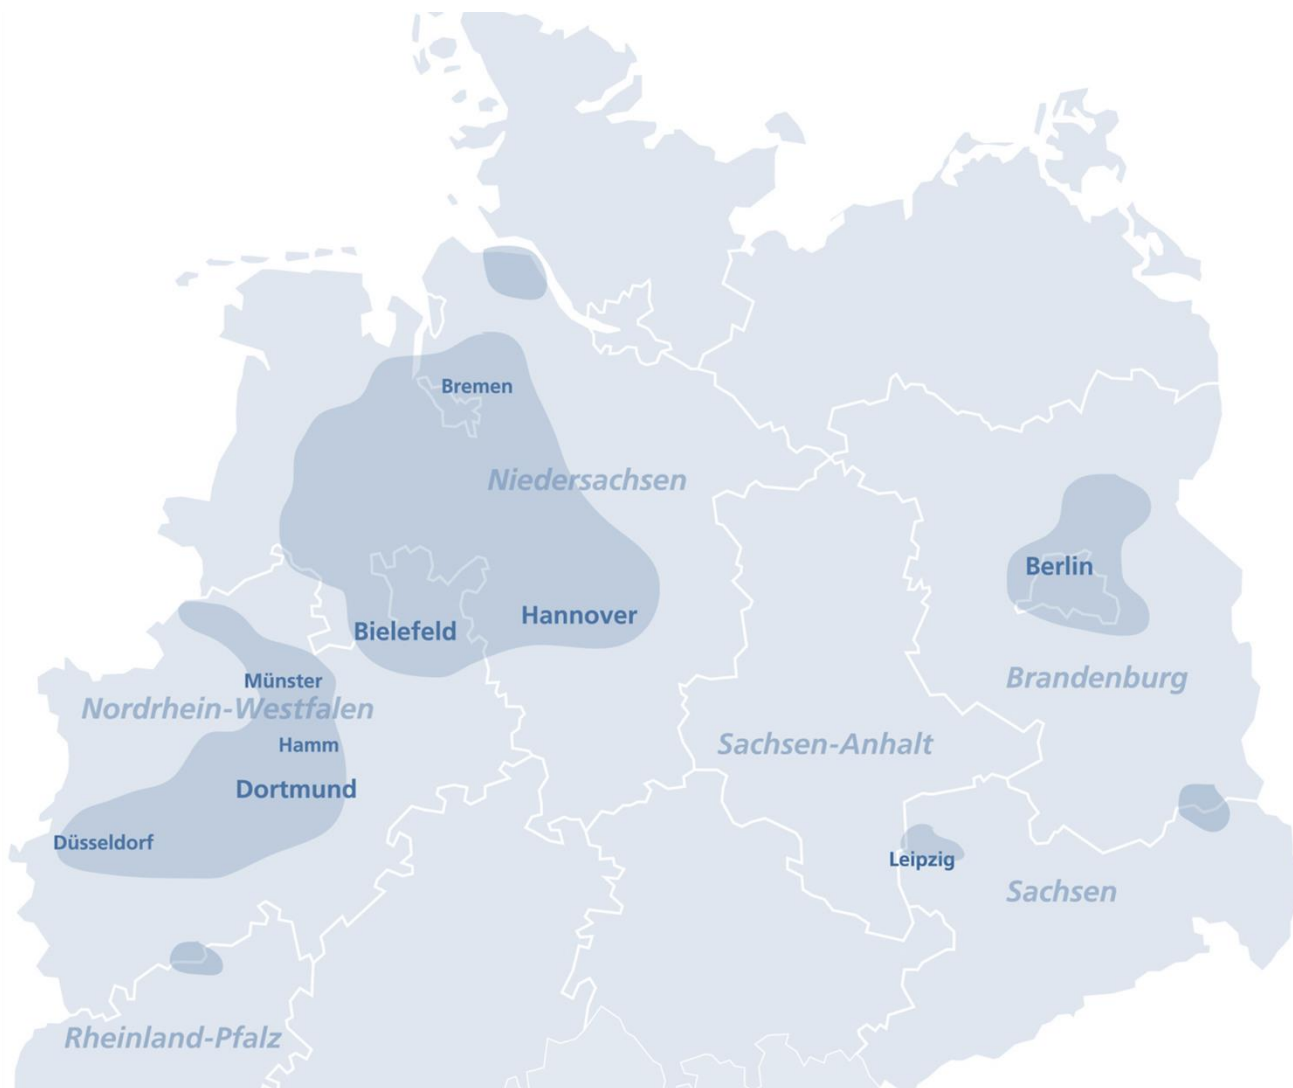 Bremen
Niedersachsen
Berlin
Hannover
Bielefeld
Brandenburg
Münster
Nordrhein-Westfalen
Hamm
Sachsen-Anhalt
Dortmund
Düsseldorf
Leipzig
Sachsen
Rheinland-Pfalz